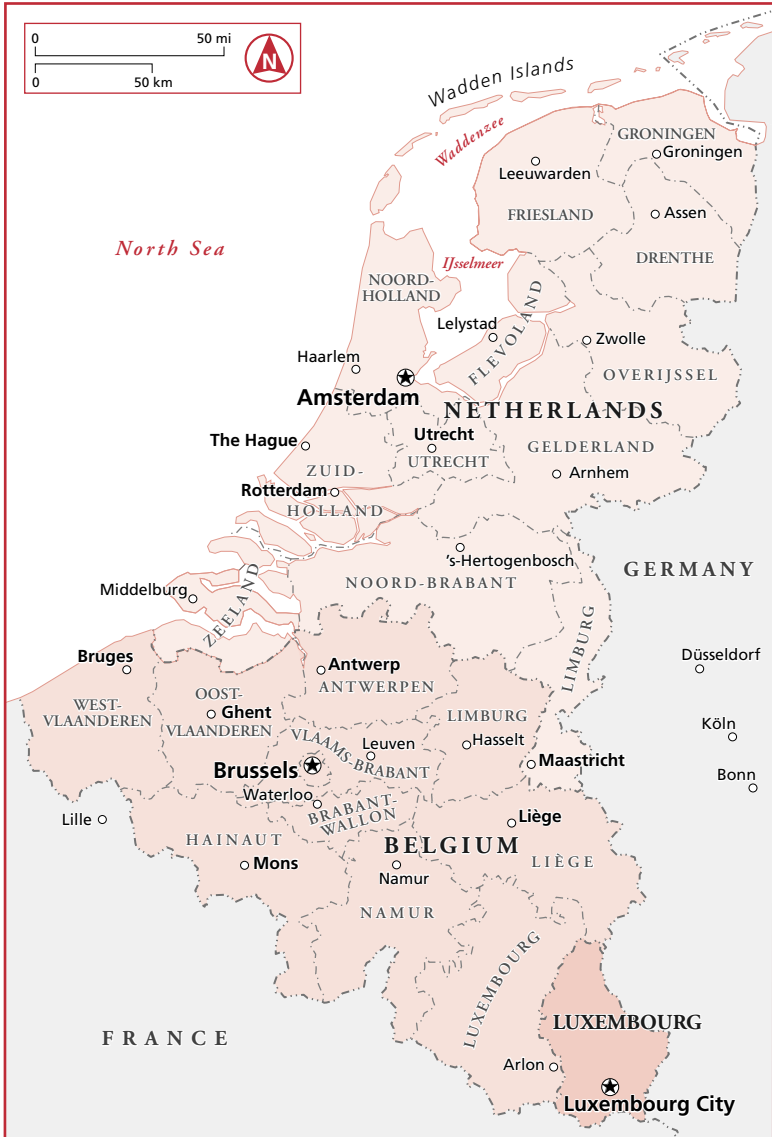 0 50 mi
0 50 km
N
Wadden Islands
Waddenzee
GRONINGEN
Groningen
Leeuwarden
FRIESLAND
Assen
DRENTHE
North Sea
IJsselmeer
NOORD-
HOLLAND
Lelystad
FLEVOLAND
Zwolle
Haarlem
OVERIJSSEL
Amsterdam
NETHERLANDS
The Hague
Utrecht
UTRECHT
GELDERLAND
Arnhem
ZUID-
HOLLAND
Rotterdam
's-Hertogenbosch
NOORD-BRABANT
GERMANY
Middelburg
ZEELAND
LIMBURG
Bruges
Antwerp
ANTWERPEN
Düsseldorf
WEST-
VLAANDEREN
OOST-
VLAANDEREN
Ghent
LIMBURG
Hasselt
Köln
VLAAMS-BRABANT
Leuven
Brussels
Maastricht
Bonn
Waterloo
BRABANT-
WALLON
Lille
Liège
HAINAUT
BELGIUM
LIÈGE
Mons
Namur
NAMUR
LUXEMBOURG
FRANCE
LUXEMBOURG
Arlon
Luxembourg City